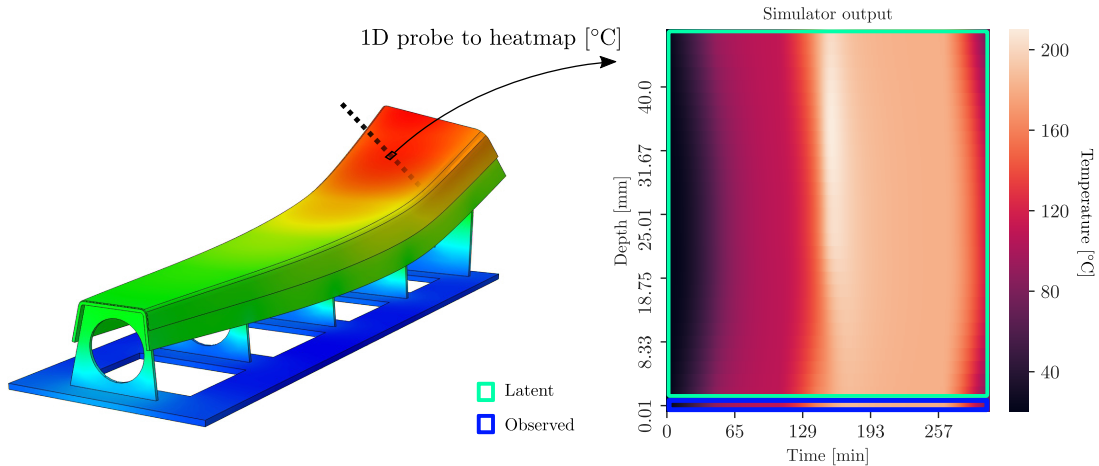 Simulator output
1D probe to heatmap [°C]
Latent
Observed
Depth [mm]
40.0
31.67
25.01
18.75
8.33
0.01
0
65
129
193
257
Time [min]
200
160
120
80
40
Temperature [°C]